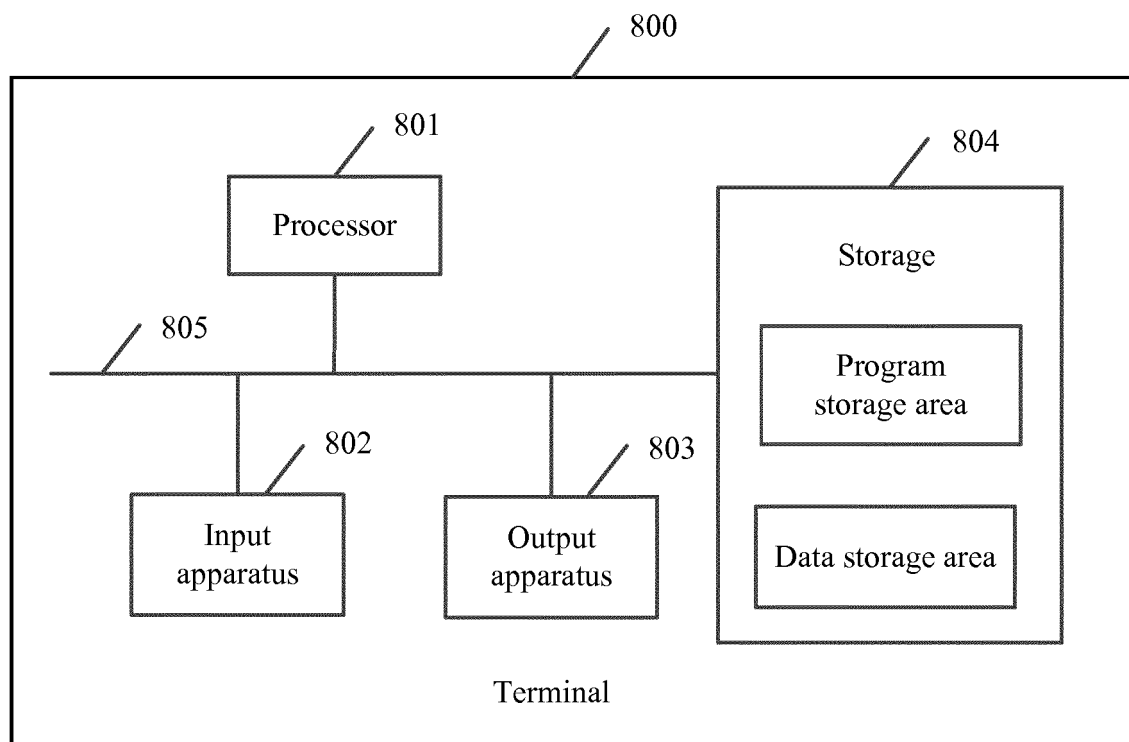 800
801
804
Processor
Storage
805
Program
storage area
802
803
Input
apparatus
Output
apparatus
Data storage area
Terminal